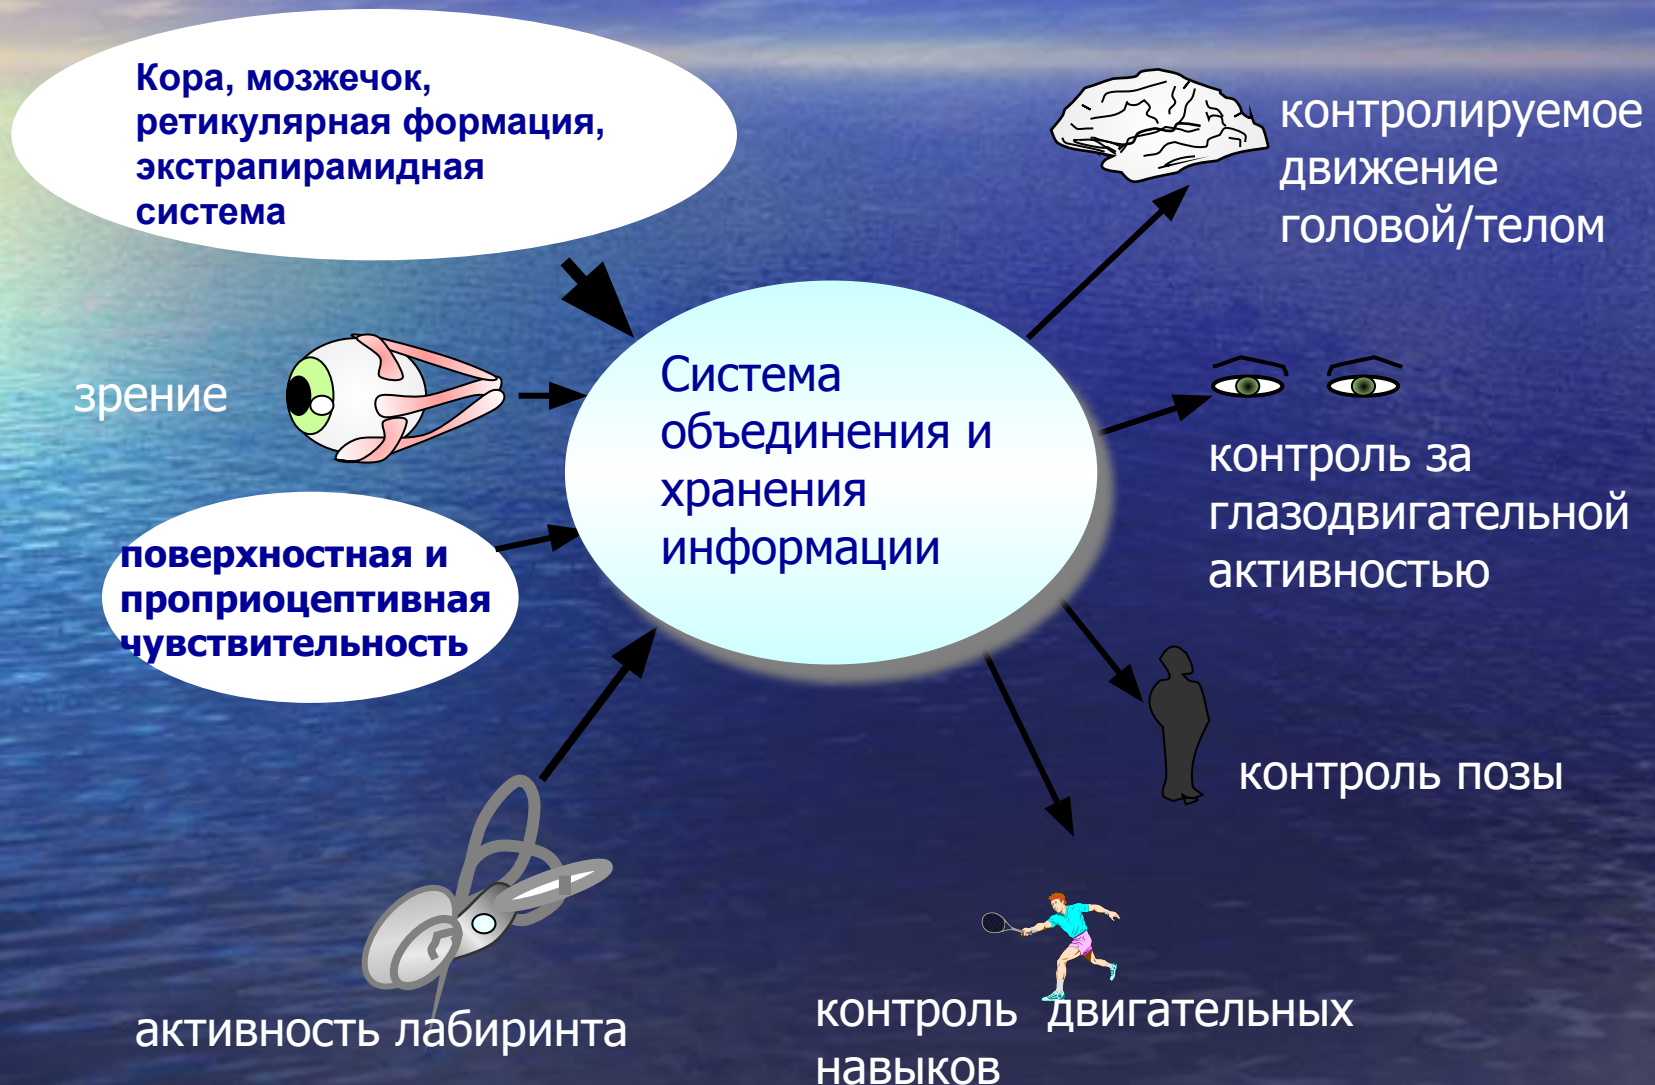 Кора, мозжечок,
ретикулярная формация,
экстрапирамидная
система
зрение
поверхностная и
проприоцептивная
чувствительность
активность лабиринта
Система
объединения и
хранения
информации
контролируемое
движение
головой/телом
контроль за
глазодвигательной
активностью
контроль позы
контроль двигательных
навыков